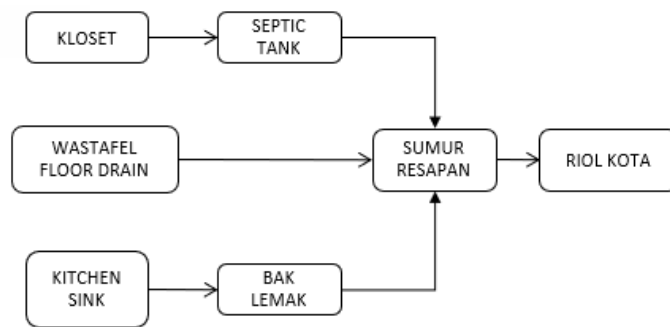 KLOSET
SEPTIC
TANK
WASTAFEL
FLOOR DRAIN
SUMUR
RESAPAN
RIOL KOTA
KITCHEN
SINK
BAK
LEMAK